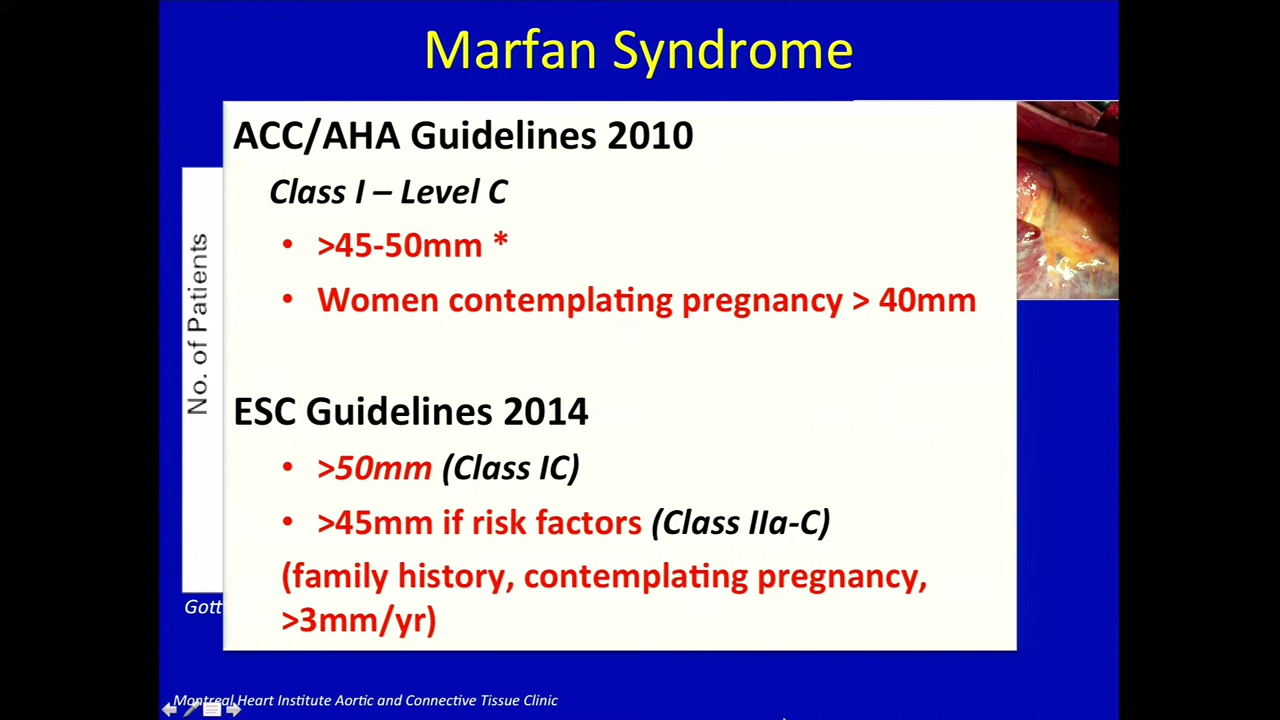 Marfan Syndrome
ACC/AHA Guidelines 2010
Class I – Level C
• >45-50mm *
• Women contemplating pregnancy > 40mm
ESC Guidelines 2014
• >50mm (Class IC)
• >45mm if risk factors (Class IIa-C)
(family history, contemplating pregnancy,
>3mm/yr)
No. of Patients
Gott
Montreal Heart Institute Aortic and Connective Tissue Clinic